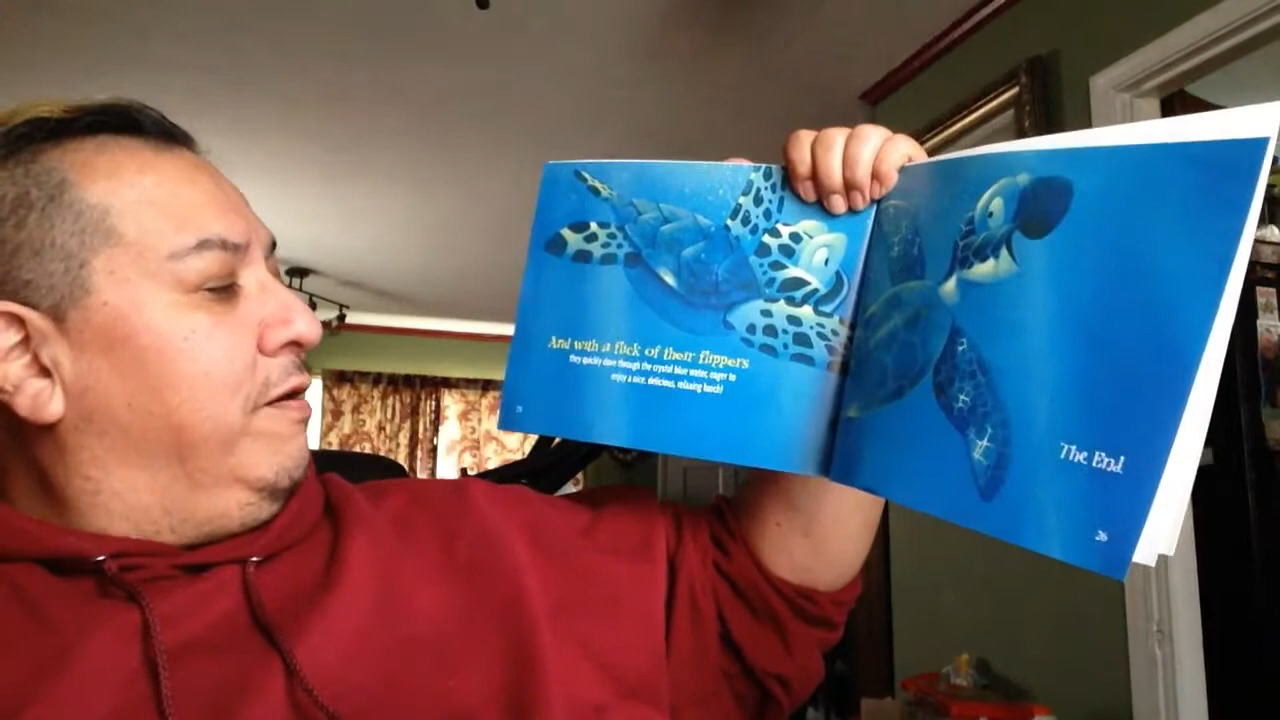 And with a flick of their flippers
they quickly dove through the crystal blue water, eager to
enjoy a nice, delicious, relaxing lunch!
25
The End
26